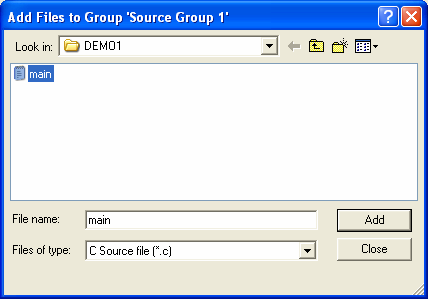 Add Files to Group 'Source Group 1'
Look in: DEMO1
main
File name: main Add
Files of type: C Source file (*.c) Close